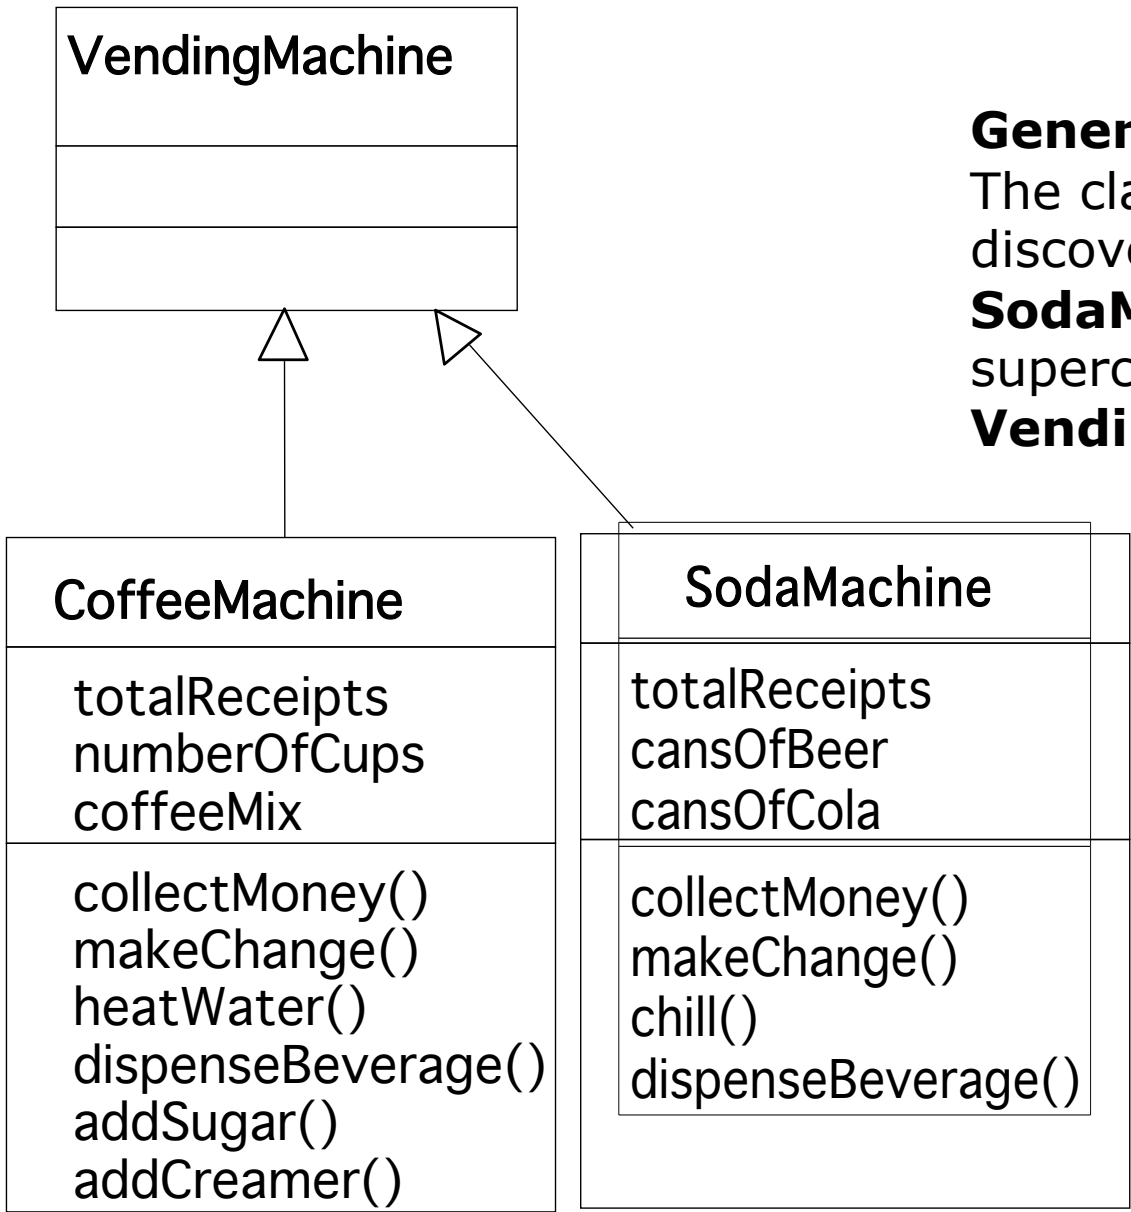 VendingMachine
Gener
The cla
discove
SodaM
superc
Vendi
CoffeeMachine
totalReceipts
numberOfCups
coffeeMix
collectMoney()
makeChange()
heatWater()
dispenseBeverage()
addSugar()
addCreamer()
SodaMachine
totalReceipts
cansOfBeer
cansOfCola
collectMoney()
makeChange()
chill()
dispenseBeverage()